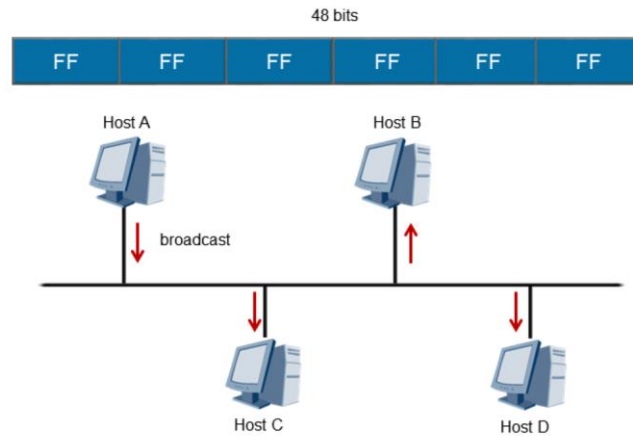 48 bits
FF FF FF FF FF FF
Host A
Host B
broadcast
Host C
Host D